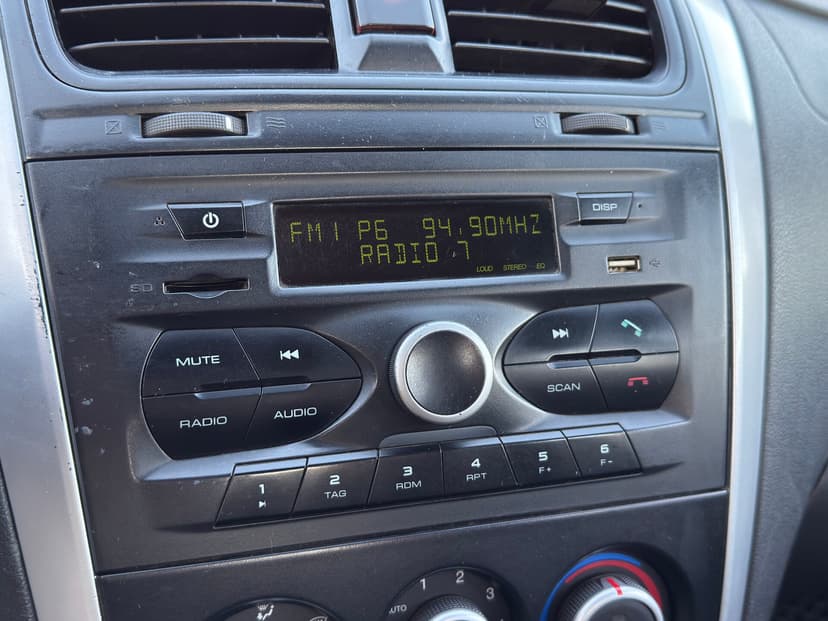 FM1 P6 94.90MHZ
RADIO 7
LOUD STEREO EQ
DISP
SD
MUTE
RADIO
AUDIO
SCAN
1
2
TAG
3
RDM
4
RPT
5
F+
6
F-
AUTO
1
2
3